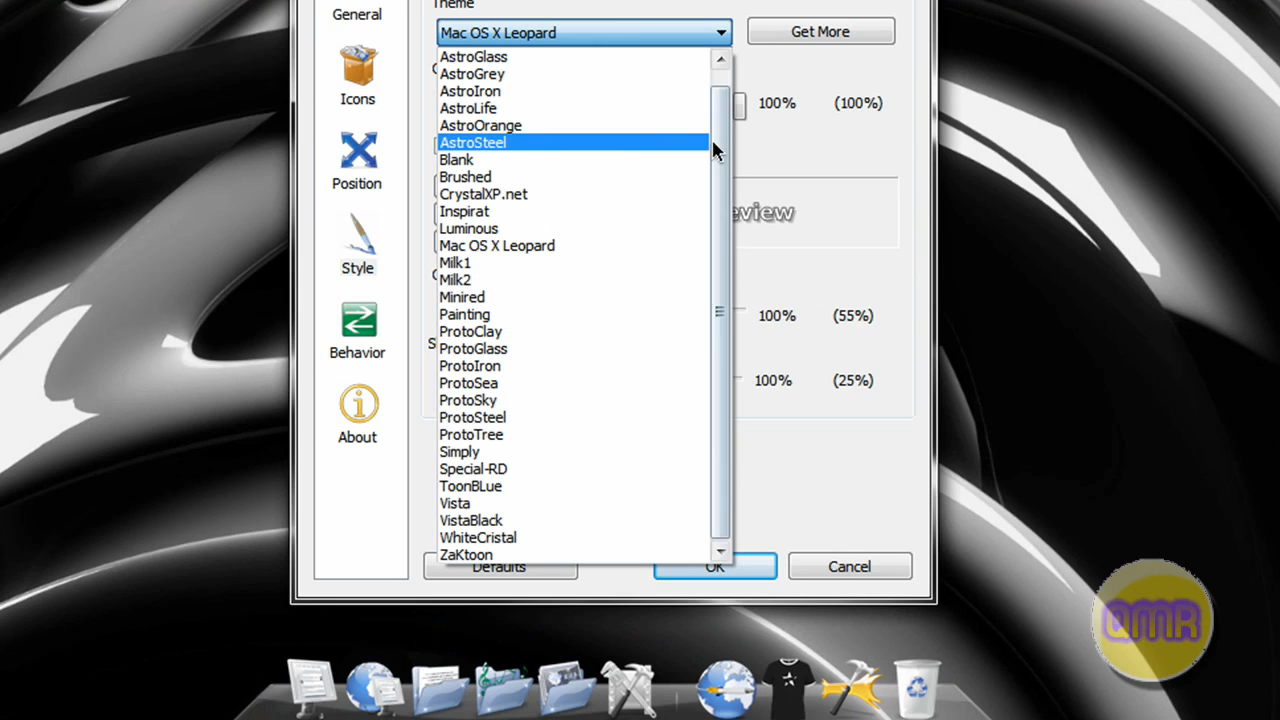 Theme
General
Mac OS X Leopard
Get More
AstroGlass
AstroGrey
AstroIron
AstroLife
AstroOrange
AstroSteel
Blank
Brushed
CrystalXP.net
Inspirat
Luminous
Mac OS X Leopard
Milk1
Milk2
Minired
Painting
ProtoClay
ProtoGlass
ProtoIron
ProtoSea
ProtoSky
ProtoSteel
ProtoTree
Simply
Special-RD
ToonBLue
Vista
VistaBlack
WhiteCristal
ZaKtoon
Icons
Position
Style
Behavior
About
100% (100%)
100% (55%)
100% (25%)
Defaults
OK
Cancel
QMR